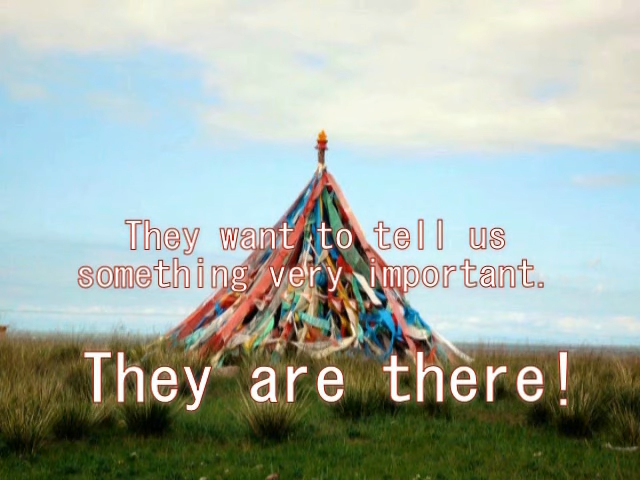 They want to tell us
something very important.
They are there!